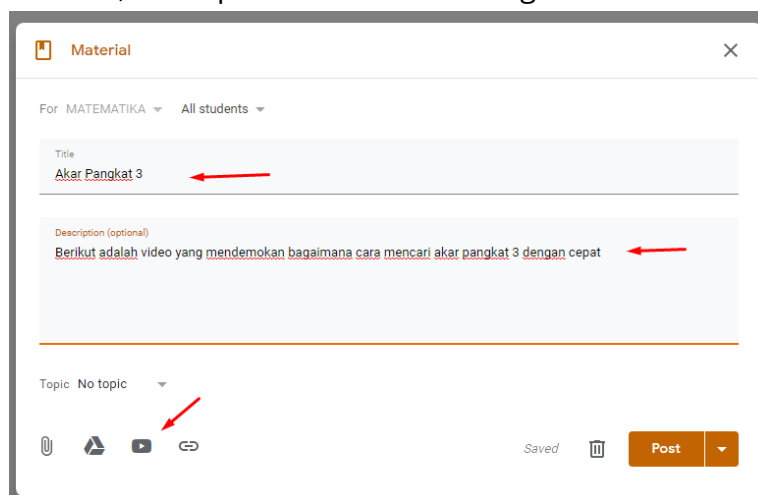 Material
For MATEMATIKA All students
Title
Akar Pangkat 3
Description (optional)
Berikut adalah video yang mendemokan bagaimana cara mencari akar pangkat 3 dengan cepat
Topic No topic
Saved Post